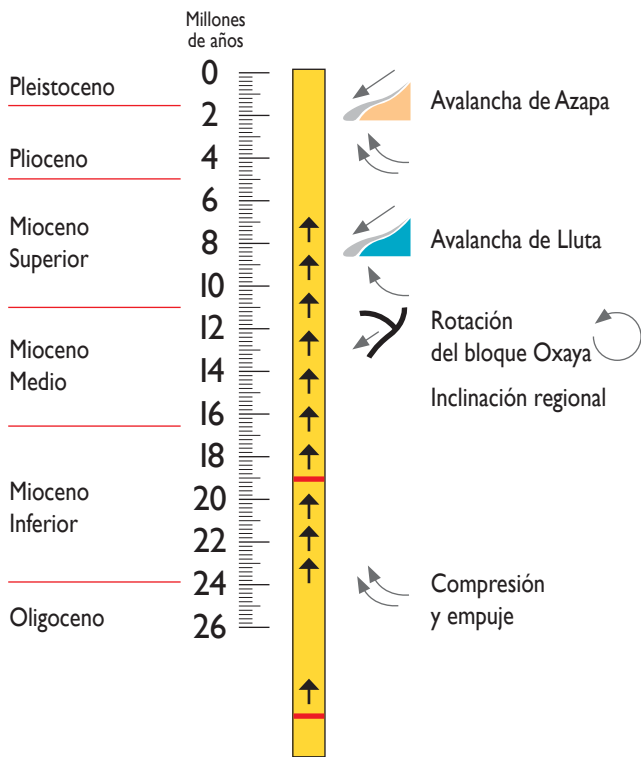 Millones
de años
Pleistoceno
Plioceno
Mioceno
Superior
Mioceno
Medio
Mioceno
Inferior
Oligoceno
0
2
4
6
8
10
12
14
16
18
20
22
24
26
Avalancha de Azapa
Avalancha de Lluta
Rotación
del bloque Oxaya
Inclinación regional
Compresión
y empuje